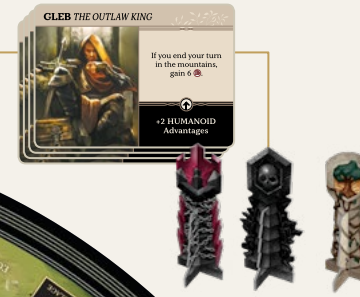 GLEB THE OUTLAW KING
If you end your turn
in the mountains,
gain 6
+2 HUMANOID
Advantages